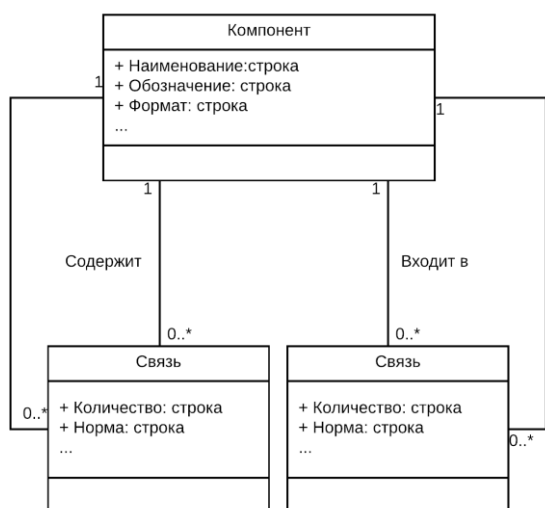 Компонент
+ Наименование:строка
+ Обозначение: строка
+ Формат: строка
...
1
1
1
1
Содержит
Входит в
0..*
0..*
Связь
+ Количество: строка
+ Норма: строка
...
0..*
Связь
+ Количество: строка
+ Норма: строка
...
0..*